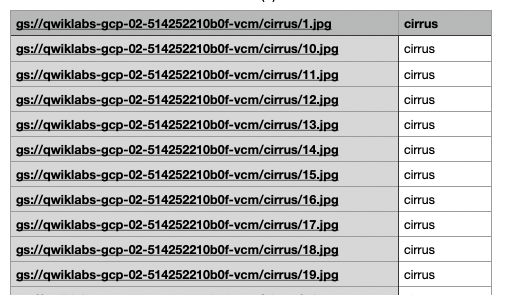 gs://qwiklabs-gcp-02-514252210b0f-vcm/cirrus/1.jpg cirrus
gs://qwiklabs-gcp-02-514252210b0f-vcm/cirrus/10.jpg cirrus
gs://qwiklabs-gcp-02-514252210b0f-vcm/cirrus/11.jpg cirrus
gs://qwiklabs-gcp-02-514252210b0f-vcm/cirrus/12.jpg cirrus
gs://qwiklabs-gcp-02-514252210b0f-vcm/cirrus/13.jpg cirrus
gs://qwiklabs-gcp-02-514252210b0f-vcm/cirrus/14.jpg cirrus
gs://qwiklabs-gcp-02-514252210b0f-vcm/cirrus/15.jpg cirrus
gs://qwiklabs-gcp-02-514252210b0f-vcm/cirrus/16.jpg cirrus
gs://qwiklabs-gcp-02-514252210b0f-vcm/cirrus/17.jpg cirrus
gs://qwiklabs-gcp-02-514252210b0f-vcm/cirrus/18.jpg cirrus
gs://qwiklabs-gcp-02-514252210b0f-vcm/cirrus/19.jpg cirrus